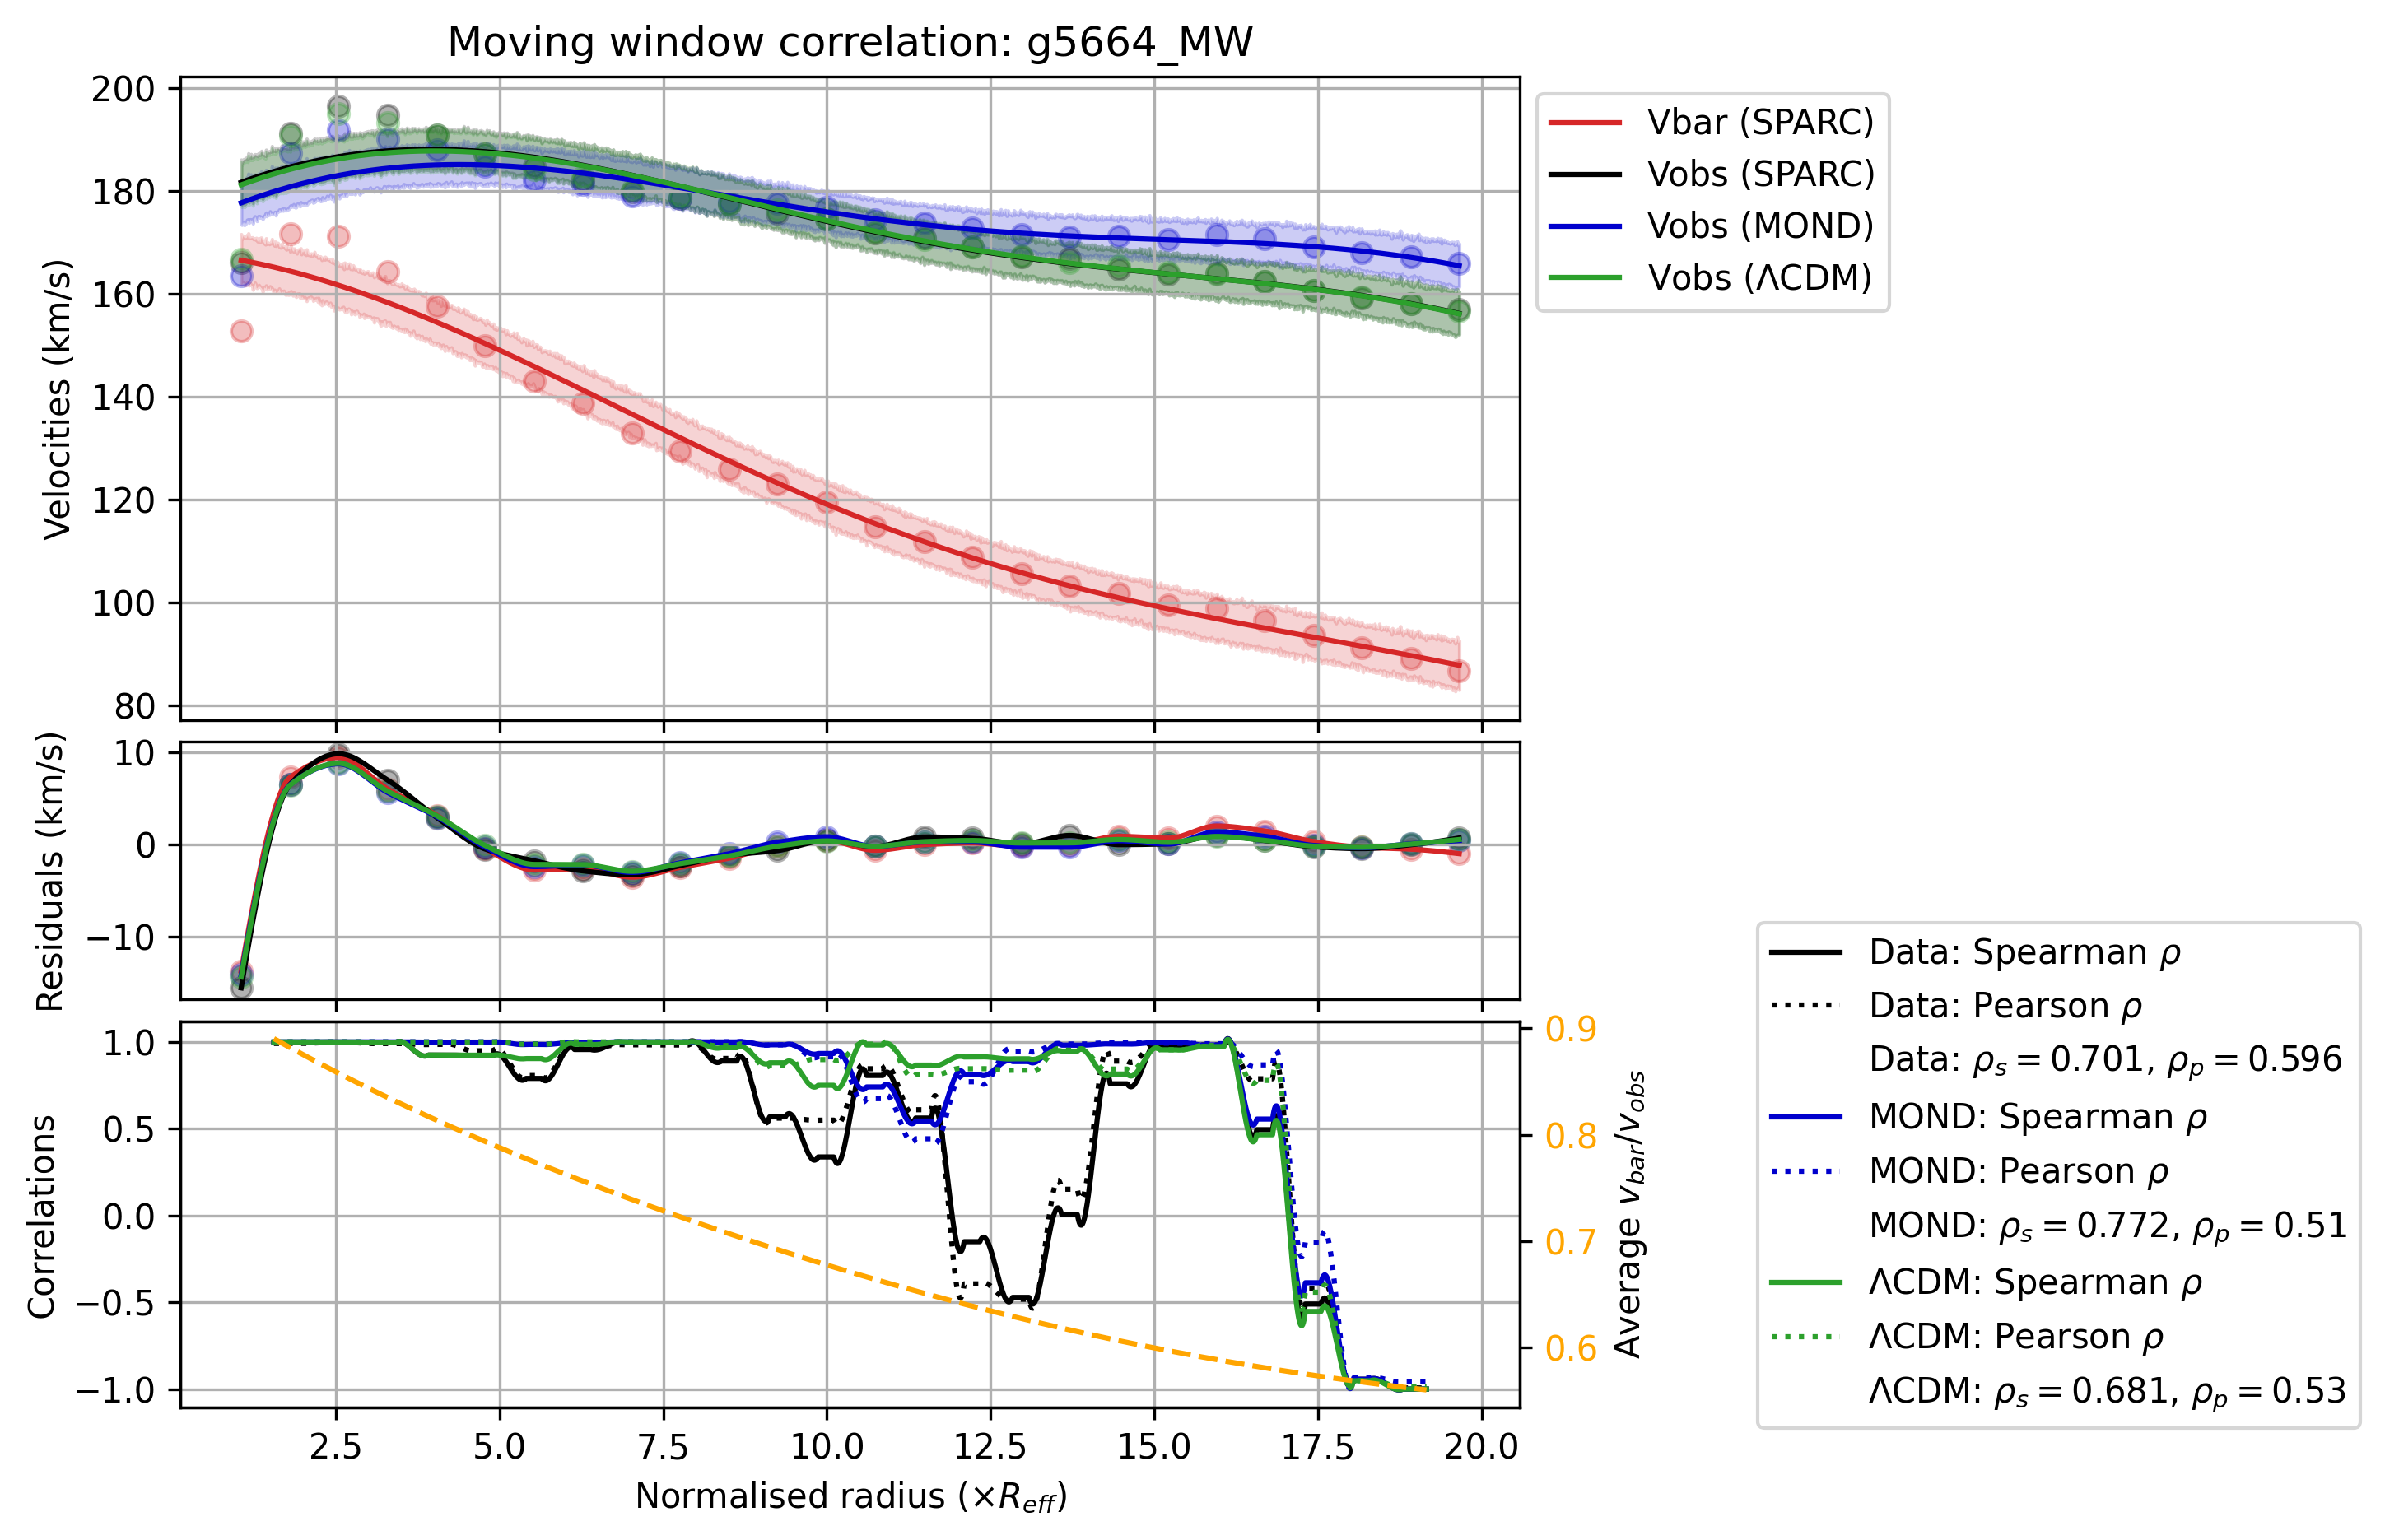 Moving window correlation: g5664_MW
200
180
160
140
120
100
80
Velocities (km/s)
Vbar (SPARC)
Vobs (SPARC)
Vobs (MOND)
Vobs (ΛCDM)
10
0
−10
Residuals (km/s)
1.0
0.5
0.0
−0.5
−1.0
Correlations
0.9
0.8
0.7
0.6
Average v_bar/v_obs
2.5 5.0 7.5 10.0 12.5 15.0 17.5 20.0
Normalised radius (×R_eff)
Data: Spearman ρ
Data: Pearson ρ
Data: ρ_s = 0.701, ρ_p = 0.596
MOND: Spearman ρ
MOND: Pearson ρ
MOND: ρ_s = 0.772, ρ_p = 0.51
ΛCDM: Spearman ρ
ΛCDM: Pearson ρ
ΛCDM: ρ_s = 0.681, ρ_p = 0.53